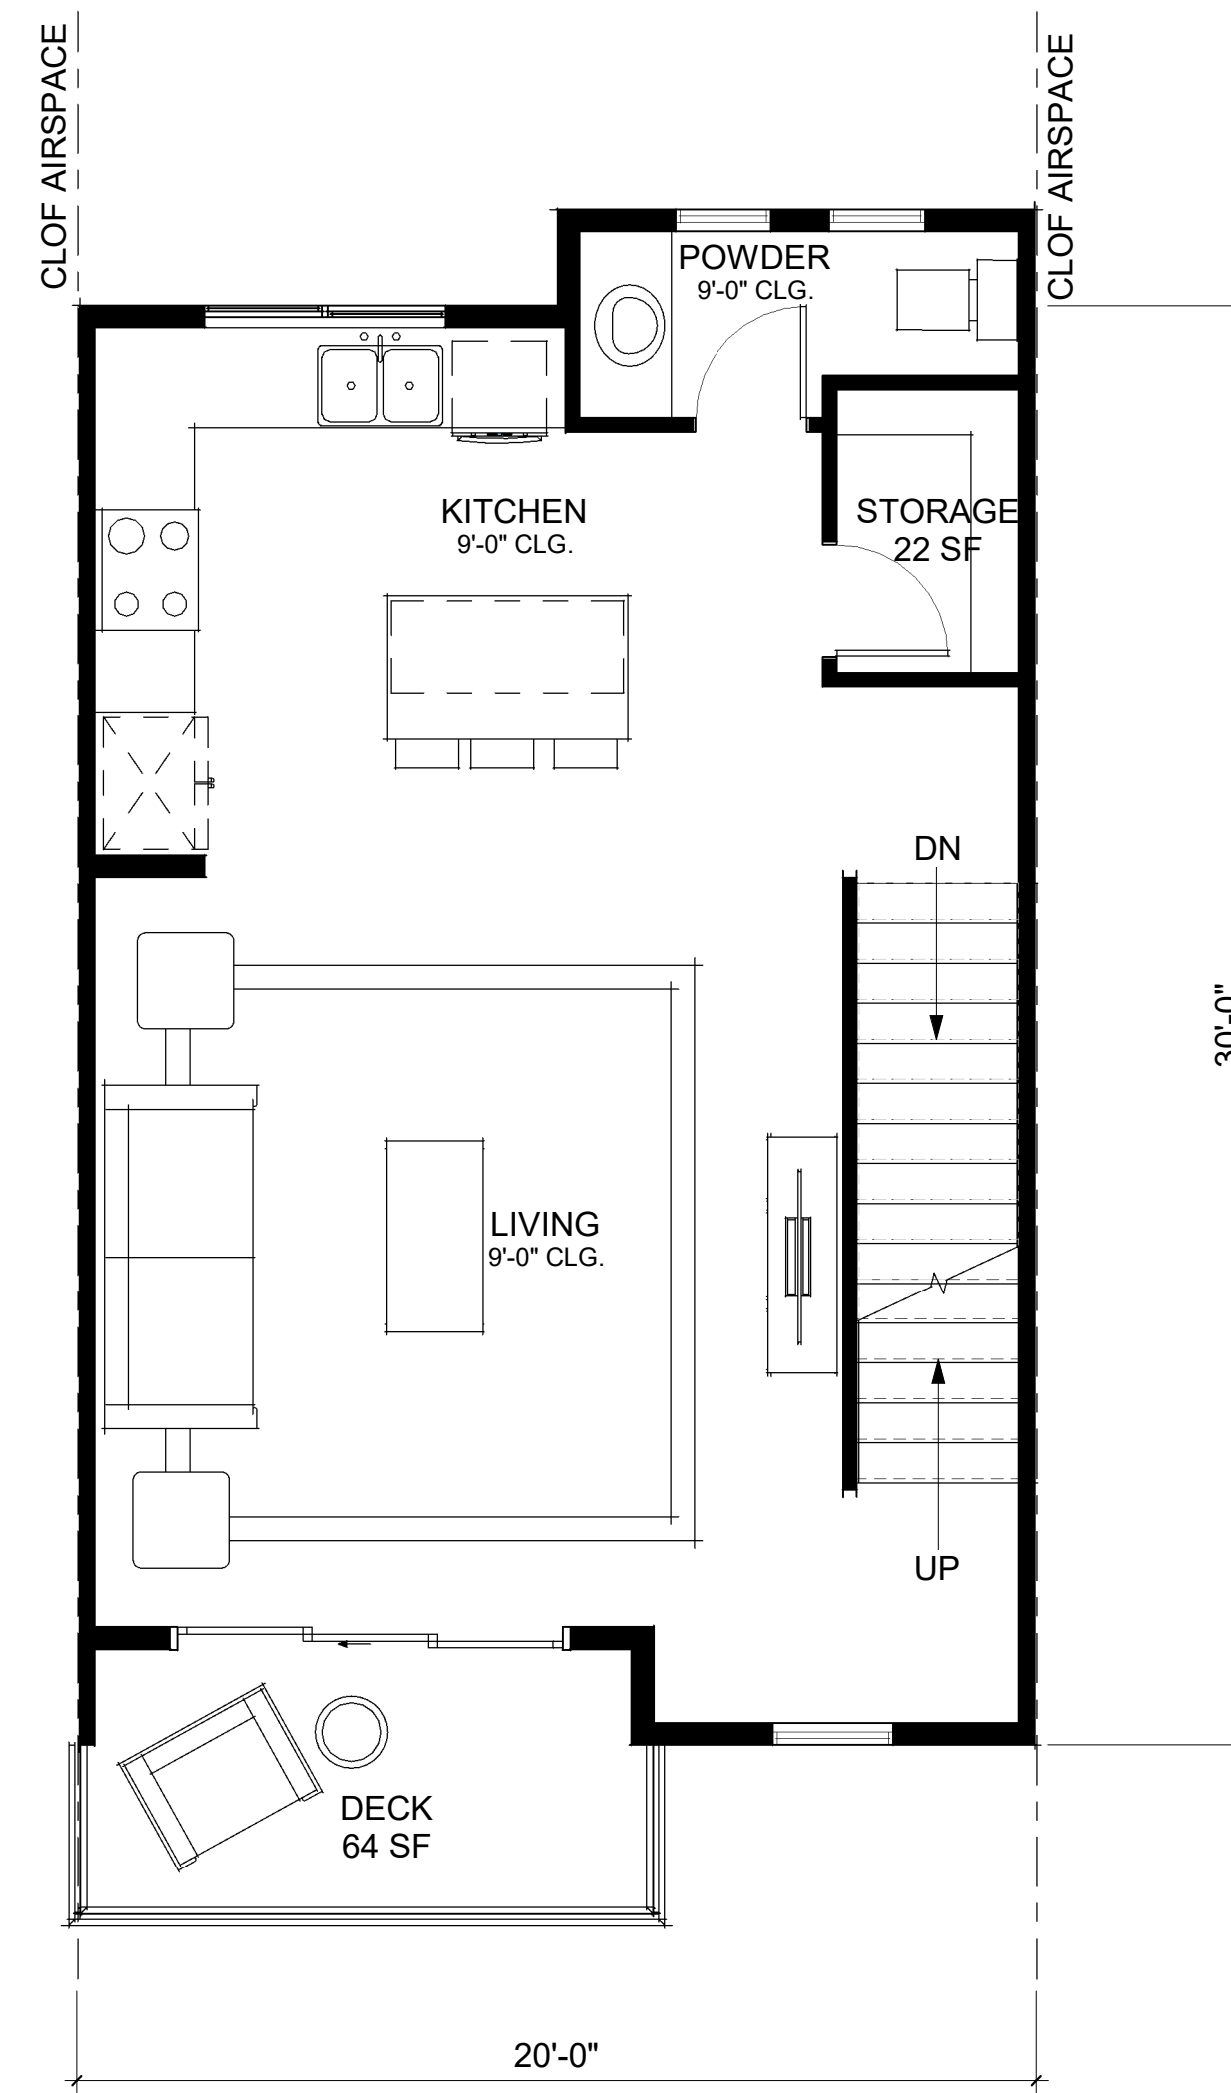 CLOF AIRSPACE
CLOF AIRSPACE
POWDER
9'-0" CLG.
KITCHEN
9'-0" CLG.
STORAGE
22 SF
DN
30'-0"
LIVING
9'-0" CLG.
UP
DECK
64 SF
20'-0"